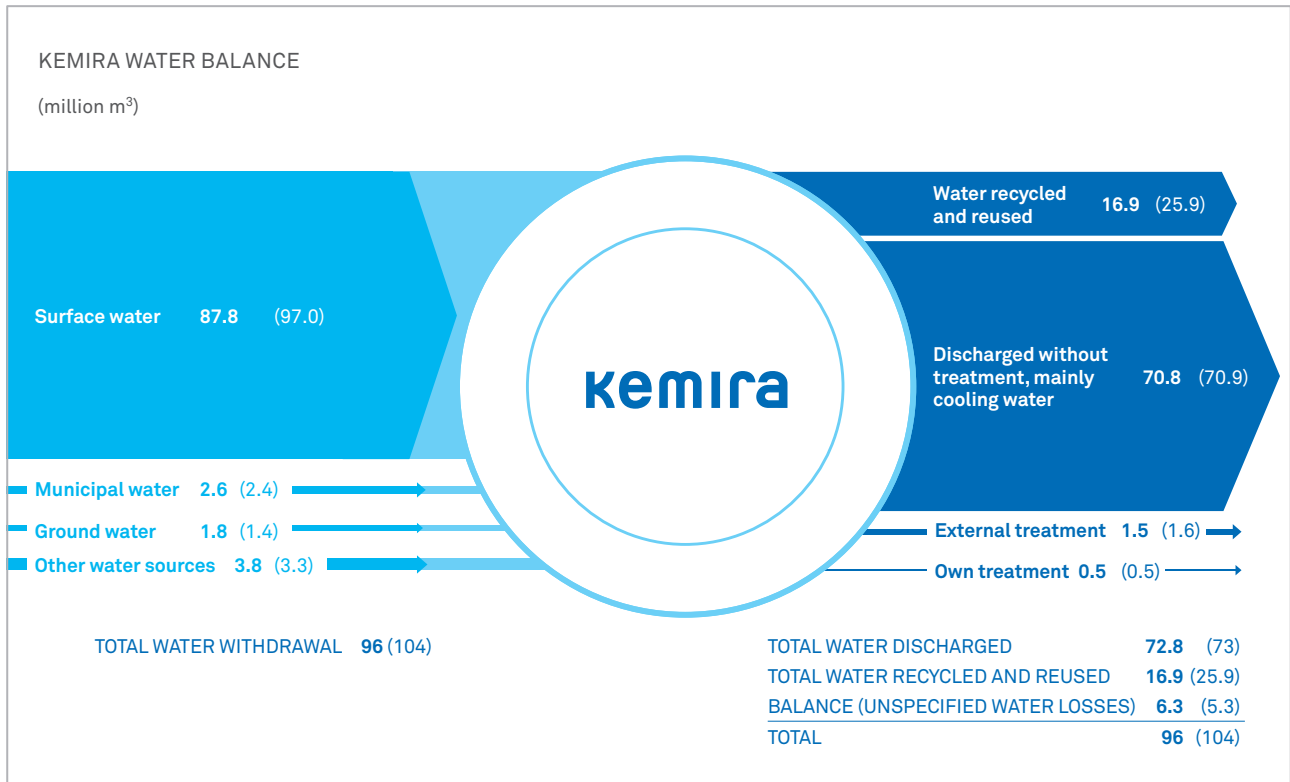 KEMIRA WATER BALANCE
(million m³)
Surface water 87.8 (97.0)
Municipal water 2.6 (2.4)
Ground water 1.8 (1.4)
Other water sources 3.8 (3.3)
TOTAL WATER WITHDRAWAL 96 (104)
kemira
Water recycled
and reused 16.9 (25.9)
Discharged without
treatment, mainly 70.8 (70.9)
cooling water
External treatment 1.5 (1.6)
Own treatment 0.5 (0.5)
TOTAL WATER DISCHARGED 72.8 (73)
TOTAL WATER RECYCLED AND REUSED 16.9 (25.9)
BALANCE (UNSPECIFIED WATER LOSSES) 6.3 (5.3)
TOTAL 96 (104)